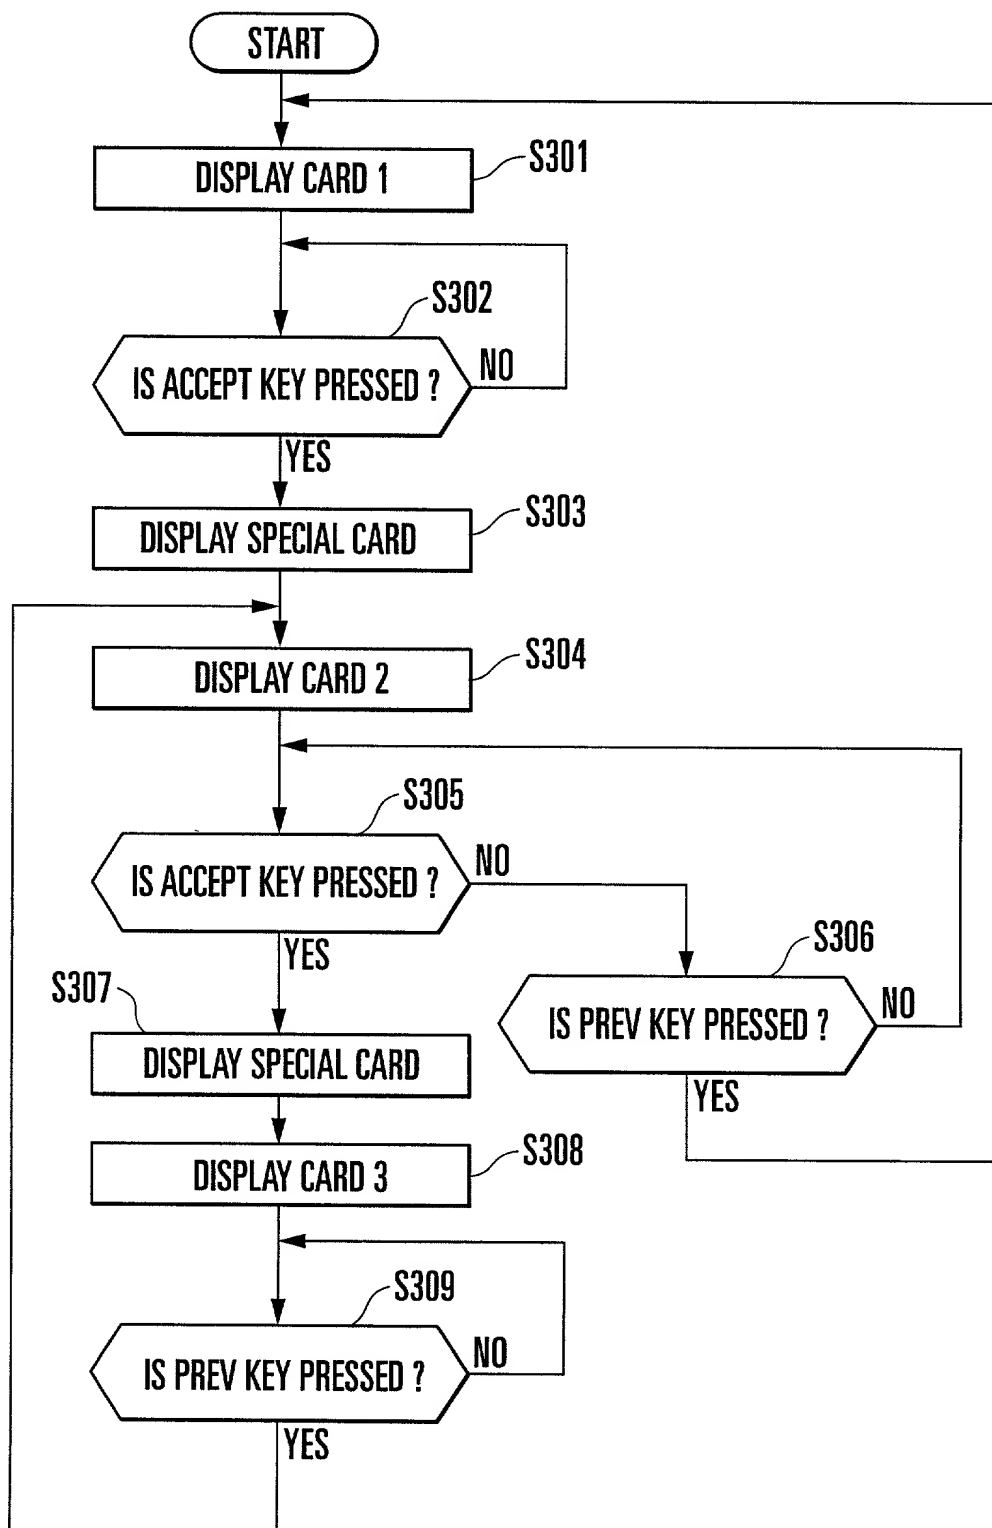 START
DISPLAY CARD 1
S301
S302
IS ACCEPT KEY PRESSED ?
NO
YES
S303
DISPLAY SPECIAL CARD
S304
DISPLAY CARD 2
S305
IS ACCEPT KEY PRESSED ?
NO
YES
S306
IS PREV KEY PRESSED ?
NO
YES
S307
DISPLAY SPECIAL CARD
S308
DISPLAY CARD 3
S309
IS PREV KEY PRESSED ?
NO
YES